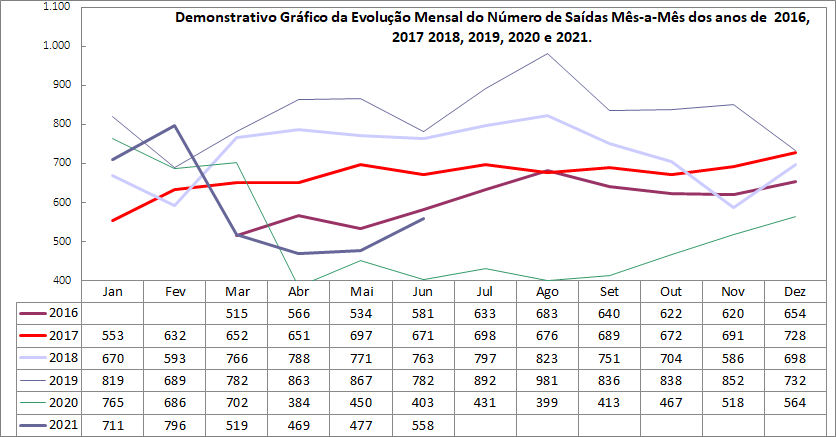 Demonstrativo Gráfico da Evolução Mensal do Número de Saídas Mês-a-Mês dos anos de 2016,
2017 2018, 2019, 2020 e 2021.
1.100
1.000
900
800
700
600
500
400
Jan Fev Mar Abr Mai Jun Jul Ago Set Out Nov Dez
2016 515 566 534 581 633 683 640 622 620 654
2017 553 632 652 651 697 671 698 676 689 672 691 728
2018 670 593 766 788 771 763 797 823 751 704 586 698
2019 819 689 782 863 867 782 892 981 836 838 852 732
2020 765 686 702 384 450 403 431 399 413 467 518 564
2021 711 796 519 469 477 558